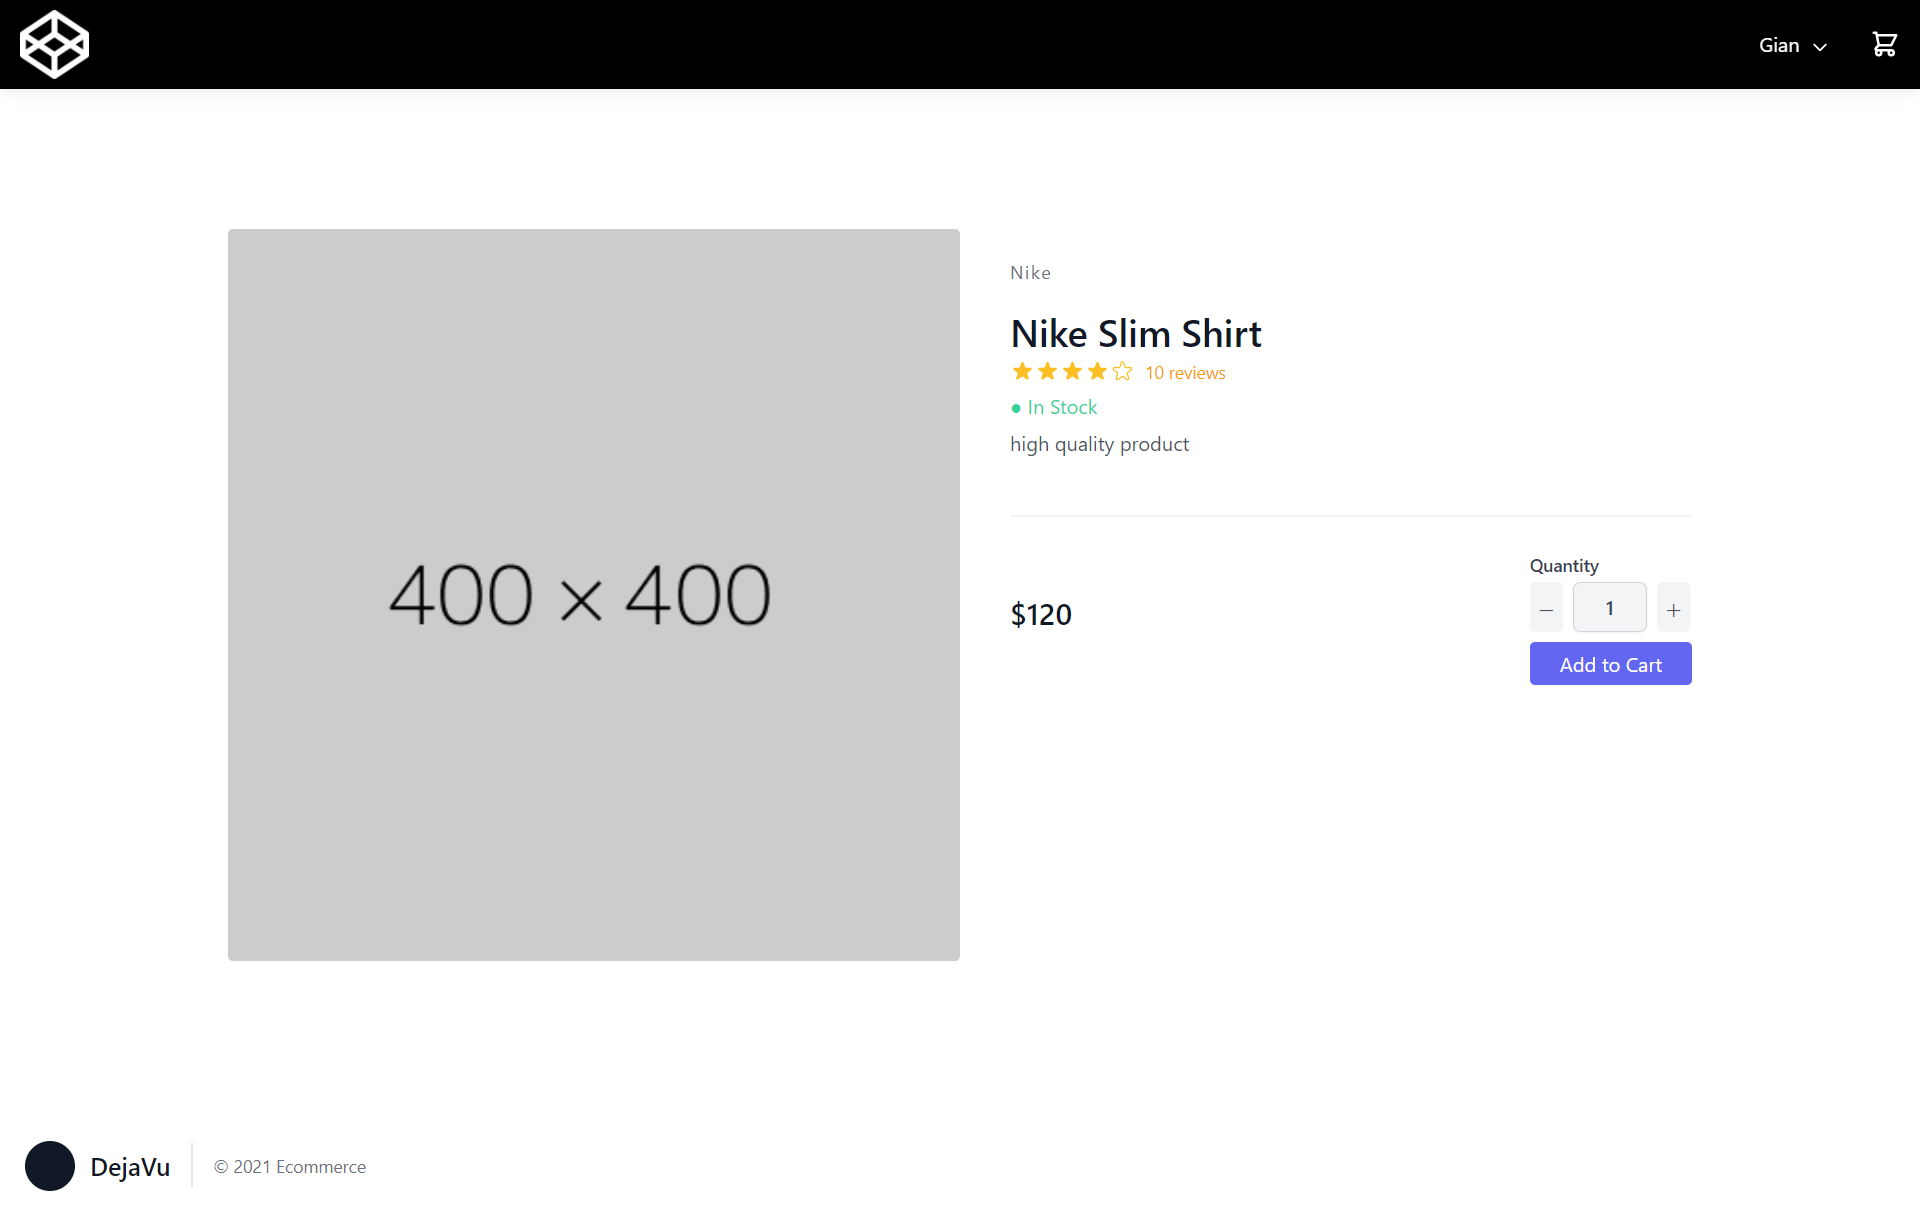 Gian
400 × 400
Nike
Nike Slim Shirt
10 reviews
In Stock
high quality product
Quantity
$120
− 1 +
Add to Cart
DejaVu
© 2021 Ecommerce